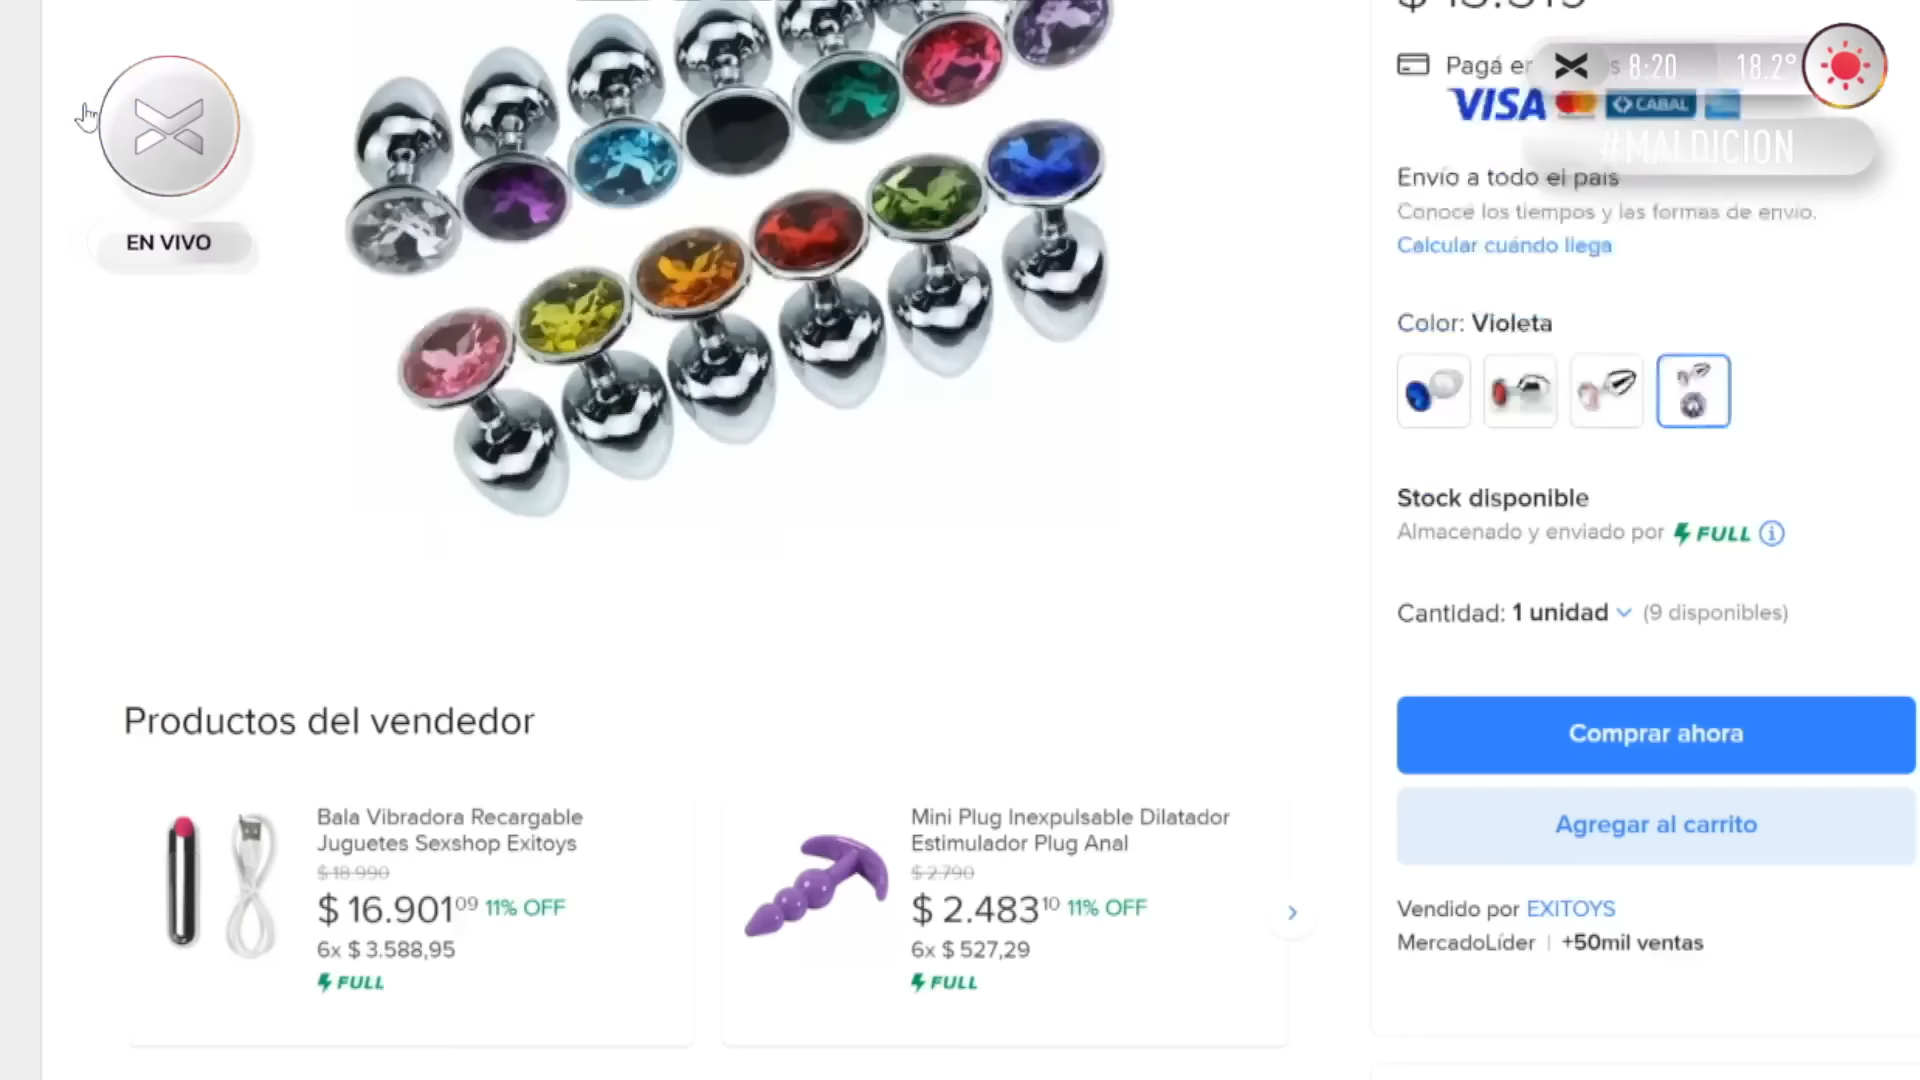 Pagá en
8:20
18.2°
VISA
CABAL
#MALDICION
Envío a todo el país
Conocé los tiempos y las formas de envío.
Calcular cuándo llega
EN VIVO
Color: Violeta
Stock disponible
Almacenado y enviado por FULL
Cantidad: 1 unidad (9 disponibles)
Comprar ahora
Agregar al carrito
Vendido por EXITOYS
MercadoLíder | +50mil ventas
Productos del vendedor
Bala Vibradora Recargable
Juguetes Sexshop Exitoys
$ 18.990
$ 16.901 09 11% OFF
6x $ 3.588,95
FULL
Mini Plug Inexpulsable Dilatador
Estimulador Plug Anal
$ 2.790
$ 2.483 10 11% OFF
6x $ 527,29
FULL